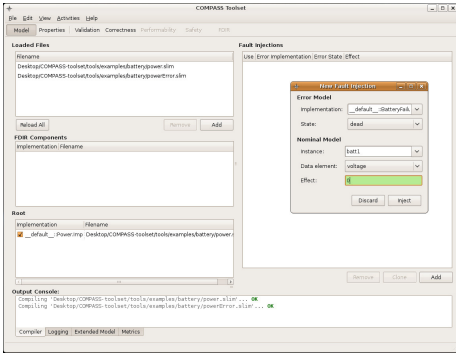 COMPASS Toolset
File Edit View Activities Help
Model Properties Validation Correctness Performability Safety FDIR
Loaded Files
Filename
Desktop/COMPASS-toolset/tools/examples/battery/power.slim
Desktop/COMPASS-toolset/tools/examples/battery/powerError.slim
Reload All Remove Add
FDIR Components
Implementation Filename
Root
Implementation Filename
__default__::Power.Imp Desktop/COMPASS-toolset/tools/examples/battery/power.
Fault Injections
Use Error Implementation Error State Effect
New Fault Injection
Error Model
Implementation: __default__::BatteryFail
State: dead
Nominal Model
Instance: batt1
Data element: voltage
Effect: 0
Discard Inject
Remove Clone Add
Output Console:
Compiling 'Desktop/COMPASS-toolset/tools/examples/battery/power.slim'... OK
Compiling 'Desktop/COMPASS-toolset/tools/examples/battery/powerError.slim'... OK
Compiler Logging Extended Model Metrics